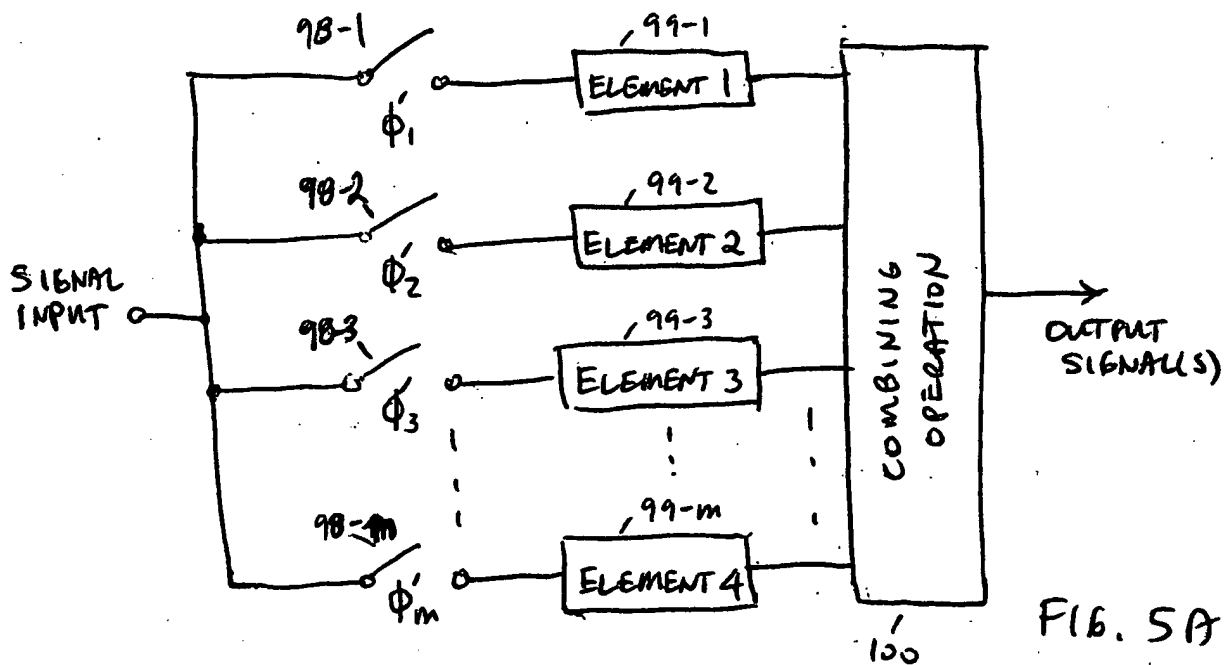 98-1
99-1
ELEMENT 1
ϕ'1
98-2
99-2
ELEMENT 2
ϕ'2
SIGNAL
INPUT
98-3
99-3
ELEMENT 3
ϕ'3
98-m
99-m
ELEMENT 4
ϕ'm
COMBINING
OPERATION
OUTPUT
SIGNAL(S)
100
FIG. 5A